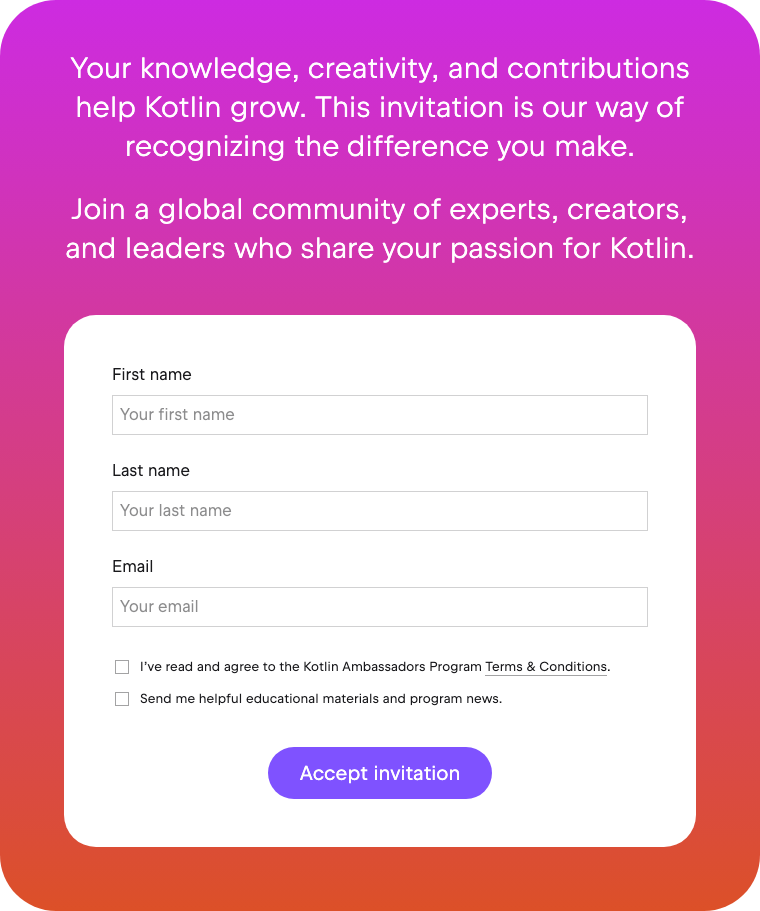 Your knowledge, creativity, and contributions
help Kotlin grow. This invitation is our way of
recognizing the difference you make.
Join a global community of experts, creators,
and leaders who share your passion for Kotlin.
First name
Your first name
Last name
Your last name
Email
Your email
I’ve read and agree to the Kotlin Ambassadors Program Terms & Conditions.
Send me helpful educational materials and program news.
Accept invitation